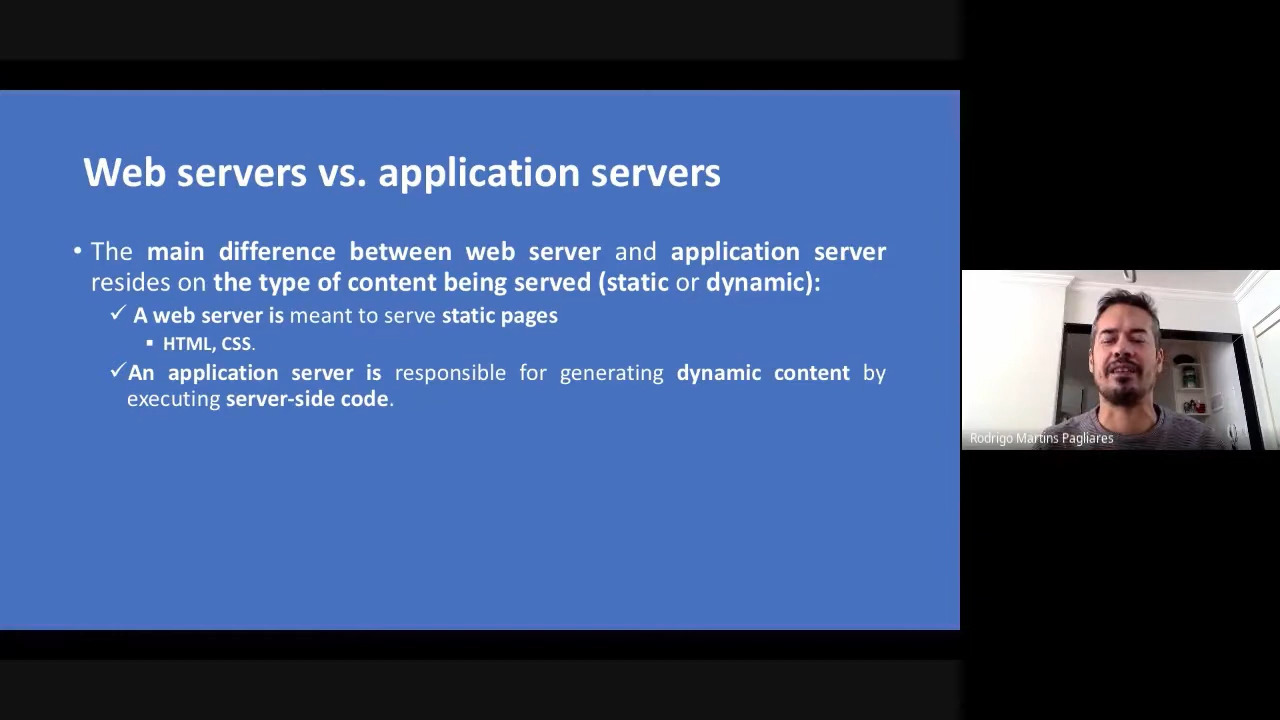 Web servers vs. application servers
• The main difference between web server and application server
resides on the type of content being served (static or dynamic):
✓ A web server is meant to serve static pages
▪ HTML, CSS.
✓An application server is responsible for generating dynamic content by
executing server-side code.
Rodrigo Martins Pagliares